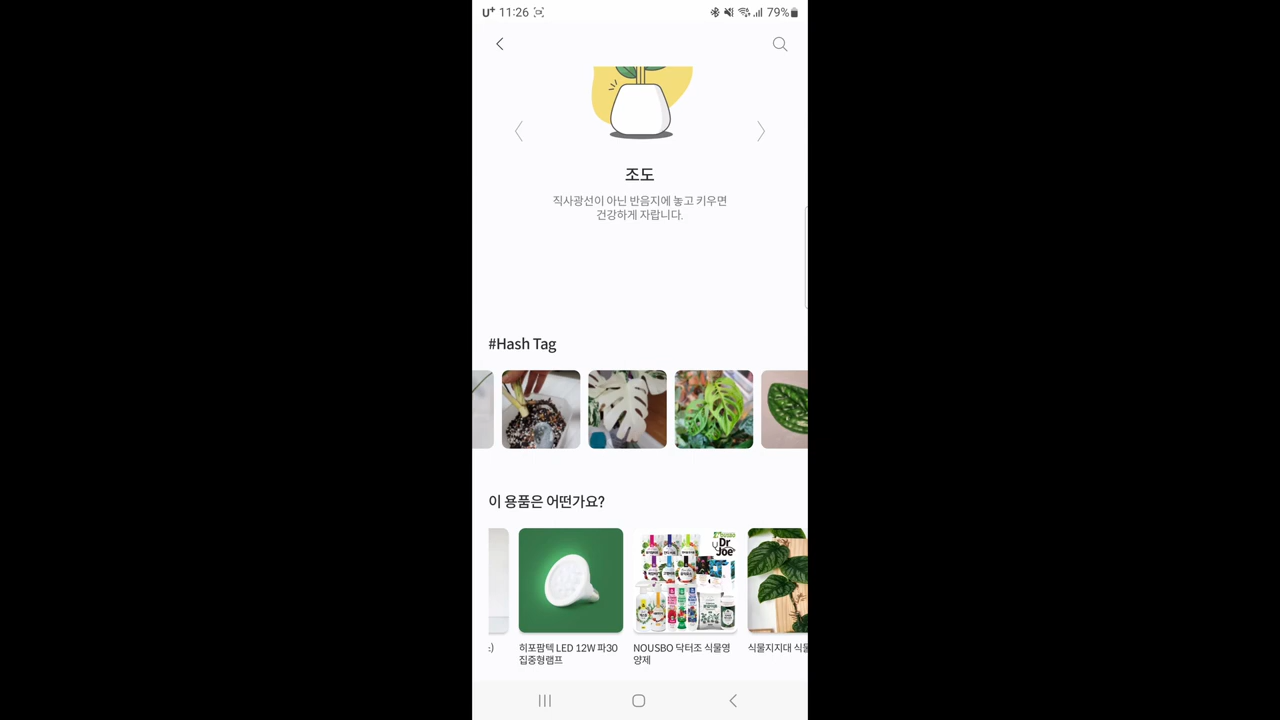 U+ 11:26 79%
조도
직사광선이 아닌 반음지에 놓고 키우면
건강하게 자랍니다.
#Hash Tag
이 용품은 어떤가요?
NOUSBO
Dr
Joe
히포팜텍 LED 12W 파30
집중형램프
NOUSBO 닥터조 식물영
양제
식물지지대 식물